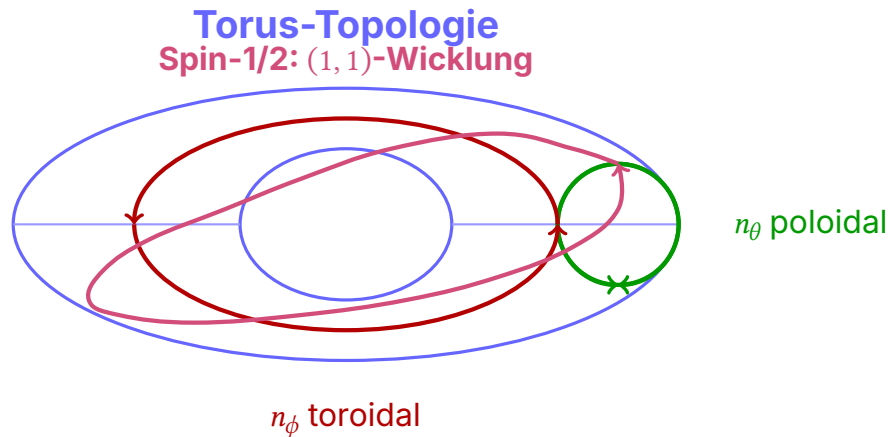 Torus-Topologie
Spin-1/2: (1, 1)-Wicklung
n_θ poloidal
n_ϕ toroidal